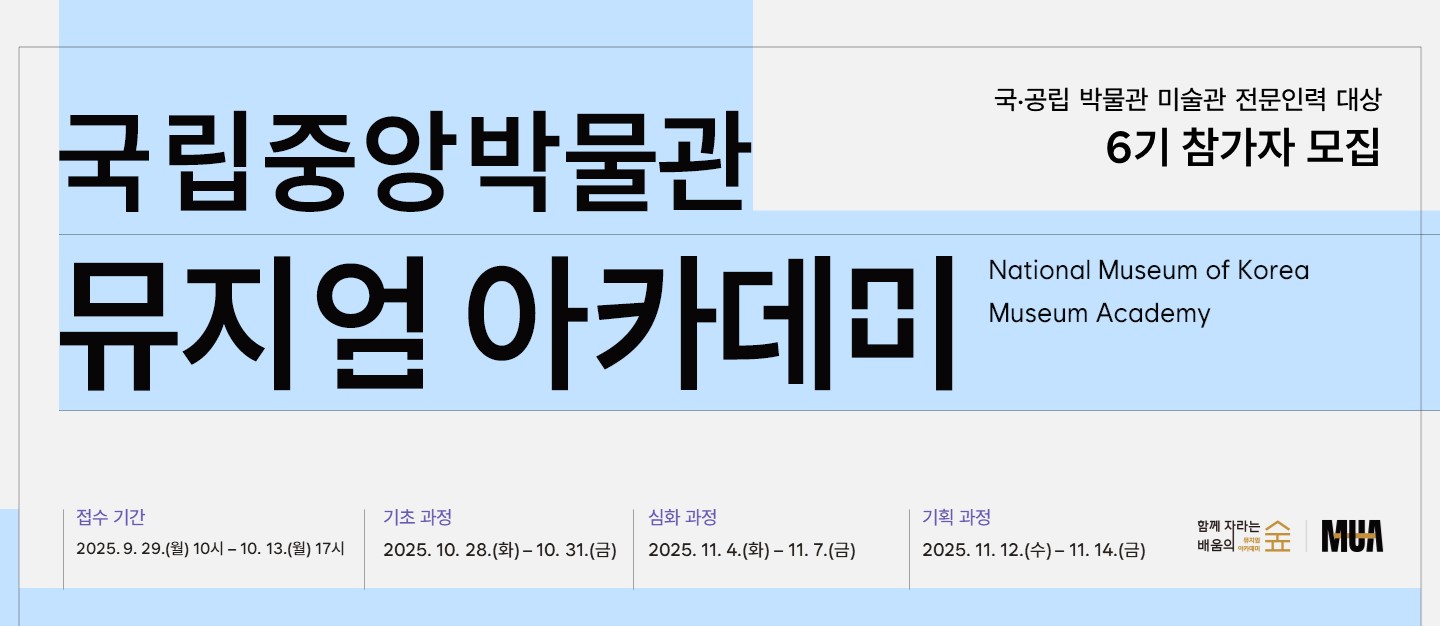 국·공립 박물관 미술관 전문인력 대상
6기 참가자 모집
국립중앙박물관
뮤지엄 아카데미
National Museum of Korea
Museum Academy
접수 기간
2025. 9. 29.(월) 10시 – 10. 13.(월) 17시
기초 과정
2025. 10. 28.(화) – 10. 31.(금)
심화 과정
2025. 11. 4.(화) – 11. 7.(금)
기획 과정
2025. 11. 12.(수) – 11. 14.(금)
함께 자라는
배움의
뮤지엄
아카데미
숲
MUA